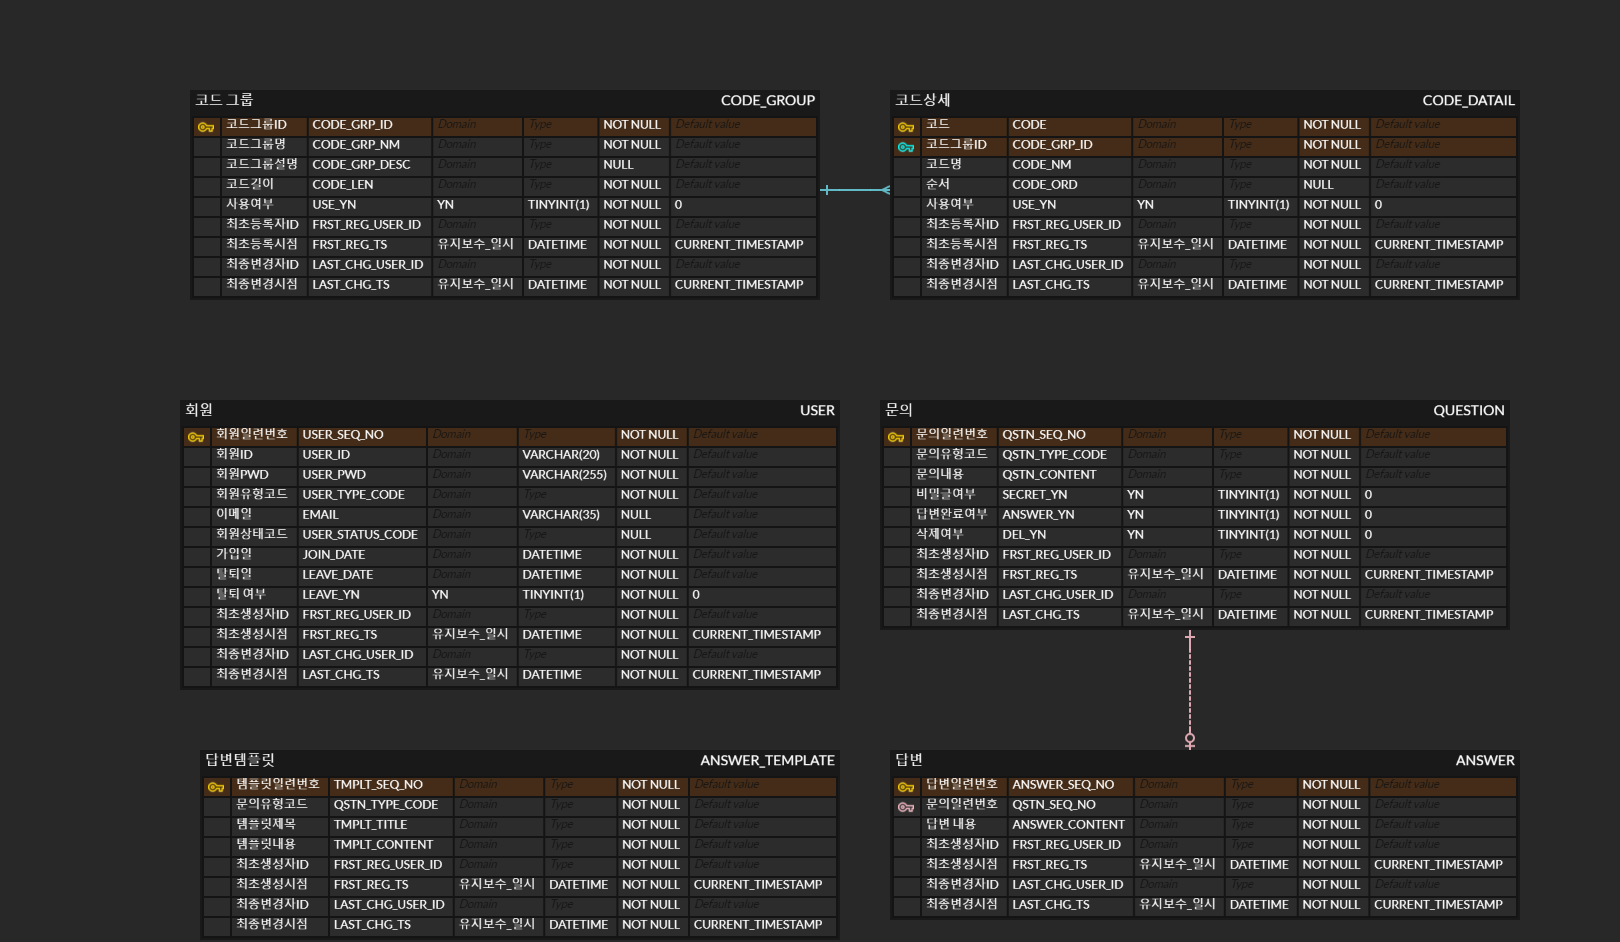 코드 그룹 CODE_GROUP
코드그룹ID CODE_GRP_ID Domain Type NOT NULL Default value
코드그룹명 CODE_GRP_NM Domain Type NOT NULL Default value
코드그룹설명 CODE_GRP_DESC Domain Type NULL Default value
코드길이 CODE_LEN Domain Type NOT NULL Default value
사용여부 USE_YN YN TINYINT(1) NOT NULL 0
최초등록자ID FRST_REG_USER_ID Domain Type NOT NULL Default value
최초등록시점 FRST_REG_TS 유지보수_일시 DATETIME NOT NULL CURRENT_TIMESTAMP
최종변경자ID LAST_CHG_USER_ID Domain Type NOT NULL Default value
최종변경시점 LAST_CHG_TS 유지보수_일시 DATETIME NOT NULL CURRENT_TIMESTAMP
코드상세 CODE_DATAIL
코드 CODE Domain Type NOT NULL Default value
코드그룹ID CODE_GRP_ID Domain Type NOT NULL Default value
코드명 CODE_NM Domain Type NOT NULL Default value
순서 CODE_ORD Domain Type NULL Default value
사용여부 USE_YN YN TINYINT(1) NOT NULL 0
최초등록자ID FRST_REG_USER_ID Domain Type NOT NULL Default value
최초등록시점 FRST_REG_TS 유지보수_일시 DATETIME NOT NULL CURRENT_TIMESTAMP
최종변경자ID LAST_CHG_USER_ID Domain Type NOT NULL Default value
최종변경시점 LAST_CHG_TS 유지보수_일시 DATETIME NOT NULL CURRENT_TIMESTAMP
회원 USER
회원일련번호 USER_SEQ_NO Domain Type NOT NULL Default value
회원ID USER_ID Domain VARCHAR(20) NOT NULL Default value
회원PWD USER_PWD Domain VARCHAR(255) NOT NULL Default value
회원유형코드 USER_TYPE_CODE Domain Type NOT NULL Default value
이메일 EMAIL Domain VARCHAR(35) NULL Default value
회원상태코드 USER_STATUS_CODE Domain Type NULL Default value
가입일 JOIN_DATE Domain DATETIME NOT NULL Default value
탈퇴일 LEAVE_DATE Domain DATETIME NOT NULL Default value
탈퇴 여부 LEAVE_YN YN TINYINT(1) NOT NULL 0
최초생성자ID FRST_REG_USER_ID Domain Type NOT NULL Default value
최초생성시점 FRST_REG_TS 유지보수_일시 DATETIME NOT NULL CURRENT_TIMESTAMP
최종변경자ID LAST_CHG_USER_ID Domain Type NOT NULL Default value
최종변경시점 LAST_CHG_TS 유지보수_일시 DATETIME NOT NULL CURRENT_TIMESTAMP
문의 QUESTION
문의일련번호 QSTN_SEQ_NO Domain Type NOT NULL Default value
문의유형코드 QSTN_TYPE_CODE Domain Type NOT NULL Default value
문의내용 QSTN_CONTENT Domain Type NOT NULL Default value
비밀글여부 SECRET_YN YN TINYINT(1) NOT NULL 0
답변완료여부 ANSWER_YN YN TINYINT(1) NOT NULL 0
삭제여부 DEL_YN YN TINYINT(1) NOT NULL 0
최초생성자ID FRST_REG_USER_ID Domain Type NOT NULL Default value
최초생성시점 FRST_REG_TS 유지보수_일시 DATETIME NOT NULL CURRENT_TIMESTAMP
최종변경자ID LAST_CHG_USER_ID Domain Type NOT NULL Default value
최종변경시점 LAST_CHG_TS 유지보수_일시 DATETIME NOT NULL CURRENT_TIMESTAMP
답변템플릿 ANSWER_TEMPLATE
템플릿일련번호 TMPLT_SEQ_NO Domain Type NOT NULL Default value
문의유형코드 QSTN_TYPE_CODE Domain Type NOT NULL Default value
템플릿제목 TMPLT_TITLE Domain Type NOT NULL Default value
템플릿내용 TMPLT_CONTENT Domain Type NOT NULL Default value
최초생성자ID FRST_REG_USER_ID Domain Type NOT NULL Default value
최초생성시점 FRST_REG_TS 유지보수_일시 DATETIME NOT NULL CURRENT_TIMESTAMP
최종변경자ID LAST_CHG_USER_ID Domain Type NOT NULL Default value
최종변경시점 LAST_CHG_TS 유지보수_일시 DATETIME NOT NULL CURRENT_TIMESTAMP
답변 ANSWER
답변일련번호 ANSWER_SEQ_NO Domain Type NOT NULL Default value
문의일련번호 QSTN_SEQ_NO Domain Type NOT NULL Default value
답변 내용 ANSWER_CONTENT Domain Type NOT NULL Default value
최초생성자ID FRST_REG_USER_ID Domain Type NOT NULL Default value
최초생성시점 FRST_REG_TS 유지보수_일시 DATETIME NOT NULL CURRENT_TIMESTAMP
최종변경자ID LAST_CHG_USER_ID Domain Type NOT NULL Default value
최종변경시점 LAST_CHG_TS 유지보수_일시 DATETIME NOT NULL CURRENT_TIMESTAMP